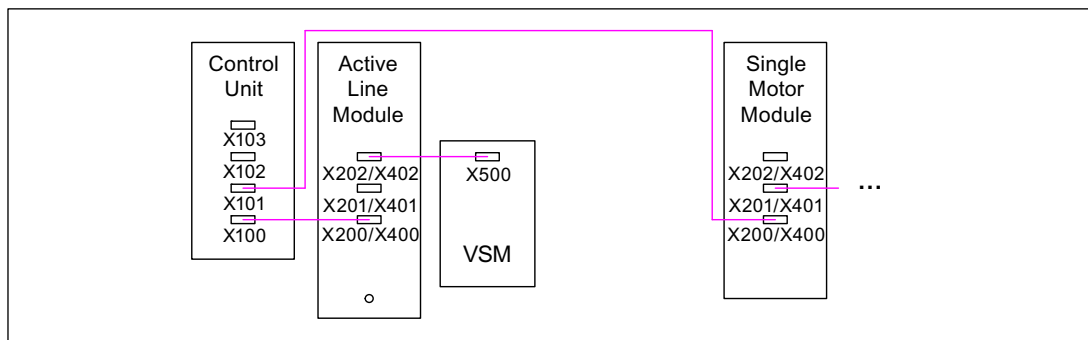 Control
Unit
X103
X102
X101
X100
Active
Line
Module
X202/X402
X201/X401
X200/X400
X500
VSM
Single
Motor
Module
X202/X402
X201/X401
X200/X400
...